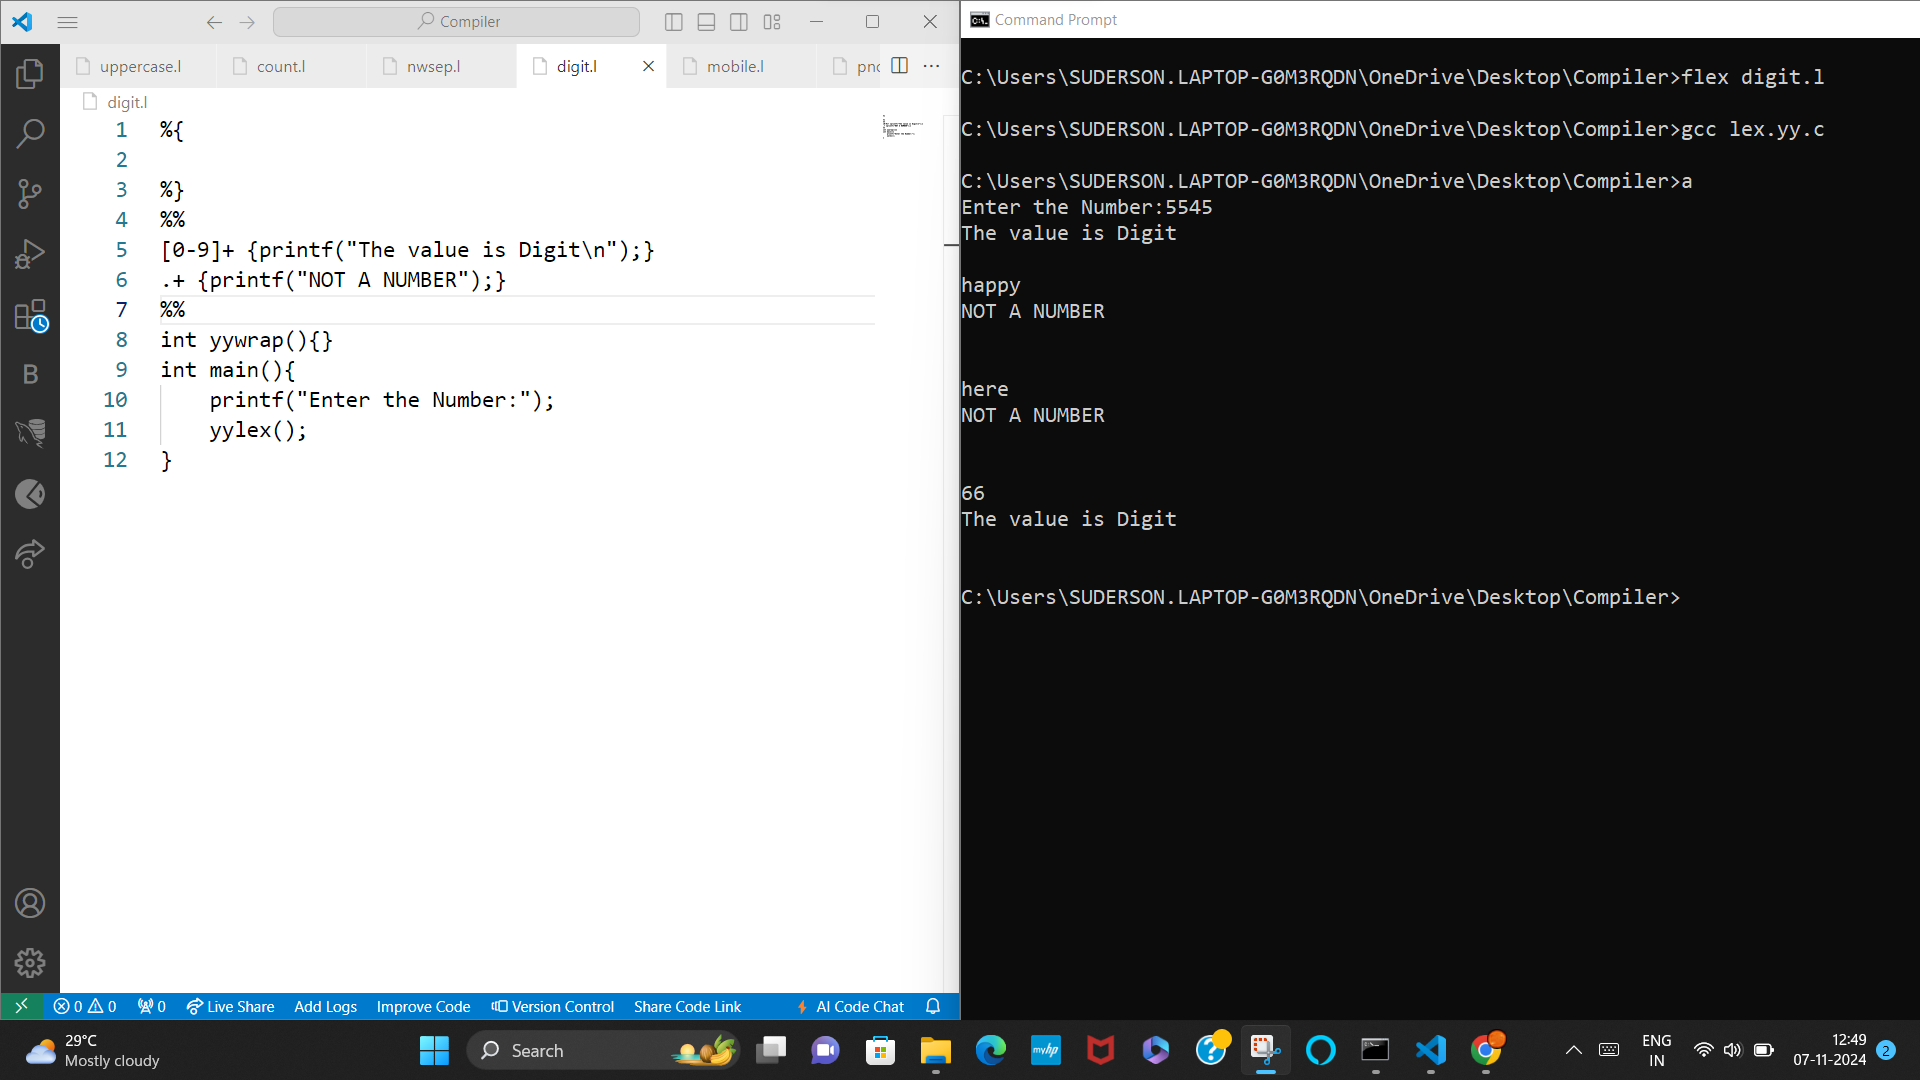 Compiler
uppercase.l
count.l
nwsep.l
digit.l
mobile.l
digit.l
1 %{
2
3 %}
4 %%
5 [0-9]+ {printf("The value is Digit\n");}
6 .+ {printf("NOT A NUMBER");}
7 %%
8 int yywrap(){}
9 int main(){
10 printf("Enter the Number:");
11 yylex();
12 }
0 0 0 Live Share Add Logs Improve Code Version Control Share Code Link AI Code Chat
Command Prompt
C:\Users\SUDERSON.LAPTOP-G0M3RQDN\OneDrive\Desktop\Compiler>flex digit.l
C:\Users\SUDERSON.LAPTOP-G0M3RQDN\OneDrive\Desktop\Compiler>gcc lex.yy.c
C:\Users\SUDERSON.LAPTOP-G0M3RQDN\OneDrive\Desktop\Compiler>a
Enter the Number:5545
The value is Digit
happy
NOT A NUMBER
here
NOT A NUMBER
66
The value is Digit
C:\Users\SUDERSON.LAPTOP-G0M3RQDN\OneDrive\Desktop\Compiler>
29°C
Mostly cloudy
Search
myhp
ENG
IN
12:49
07-11-2024
2